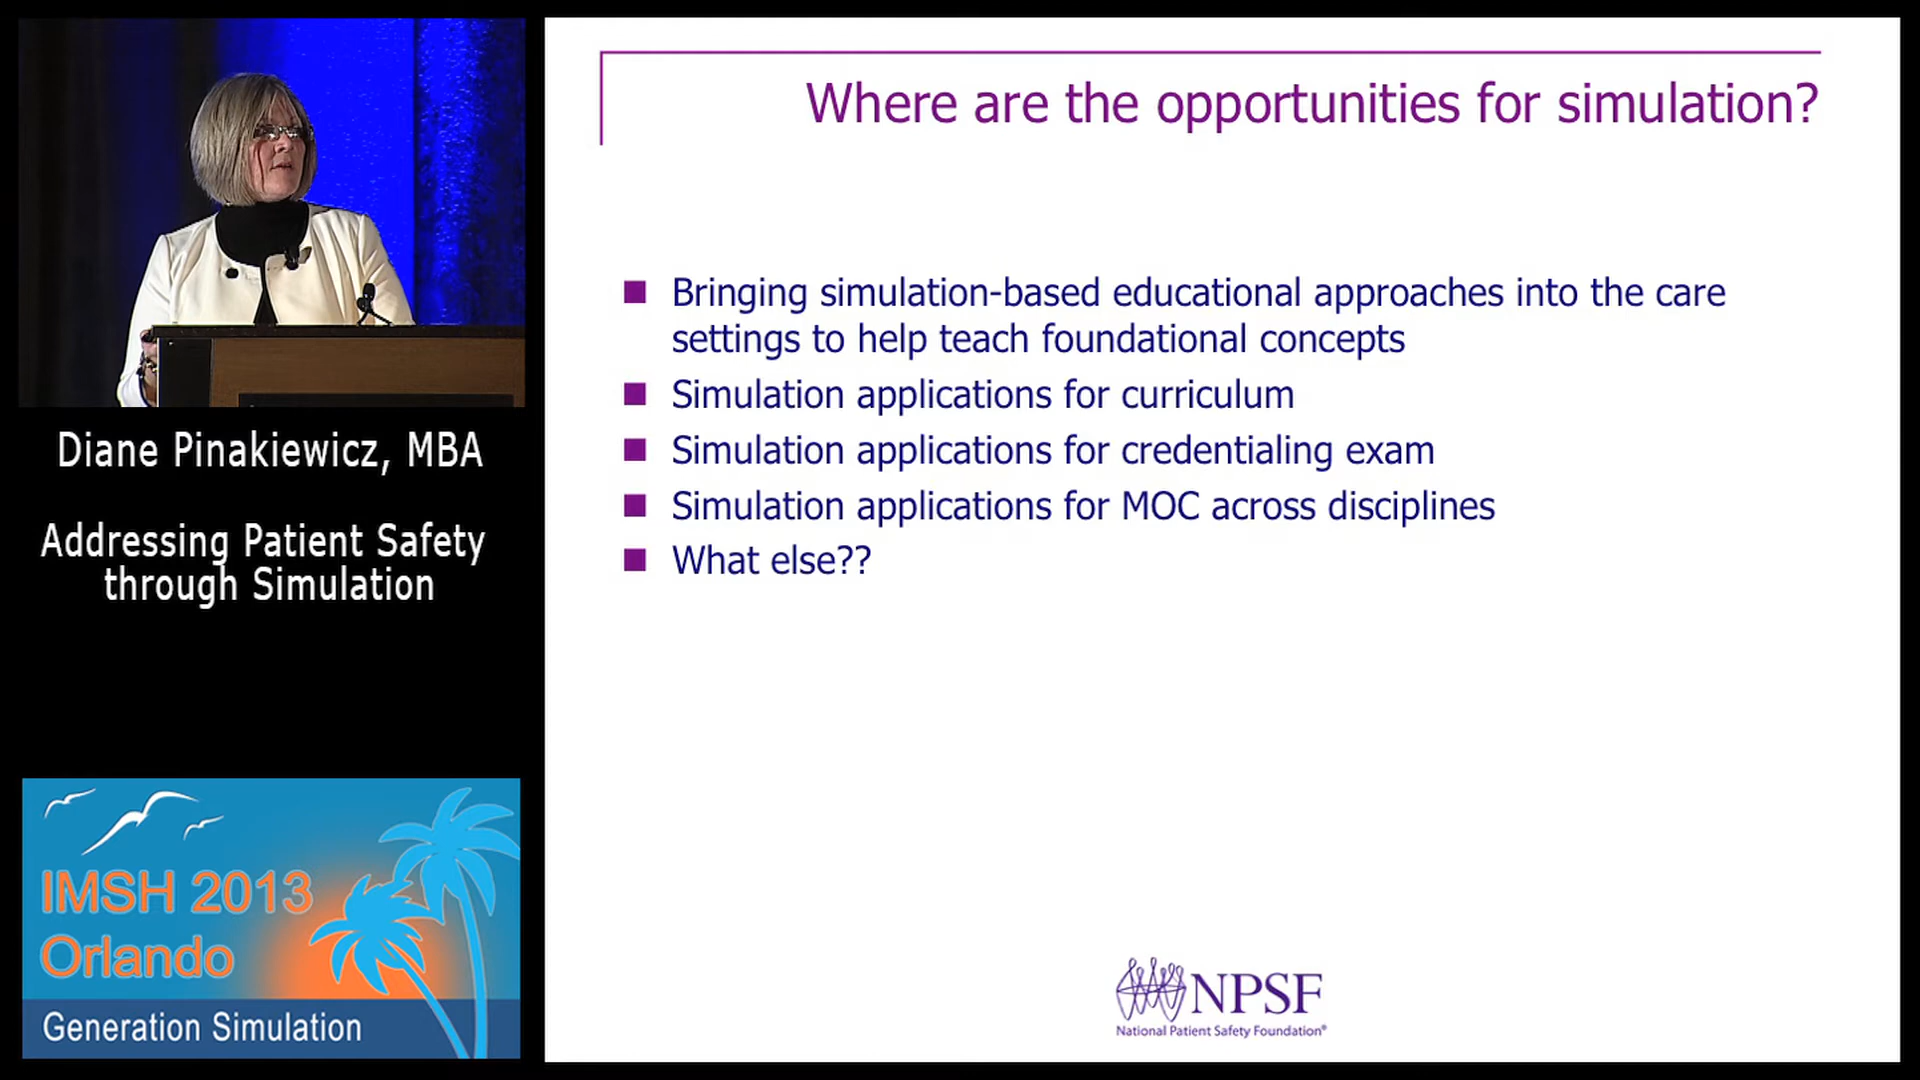 Where are the opportunities for simulation?
Bringing simulation-based educational approaches into the care
settings to help teach foundational concepts
Simulation applications for curriculum
Simulation applications for credentialing exam
Simulation applications for MOC across disciplines
What else??
Diane Pinakiewicz, MBA
Addressing Patient Safety
through Simulation
IMSH 2013
Orlando
Generation Simulation
NPSF
National Patient Safety Foundation®